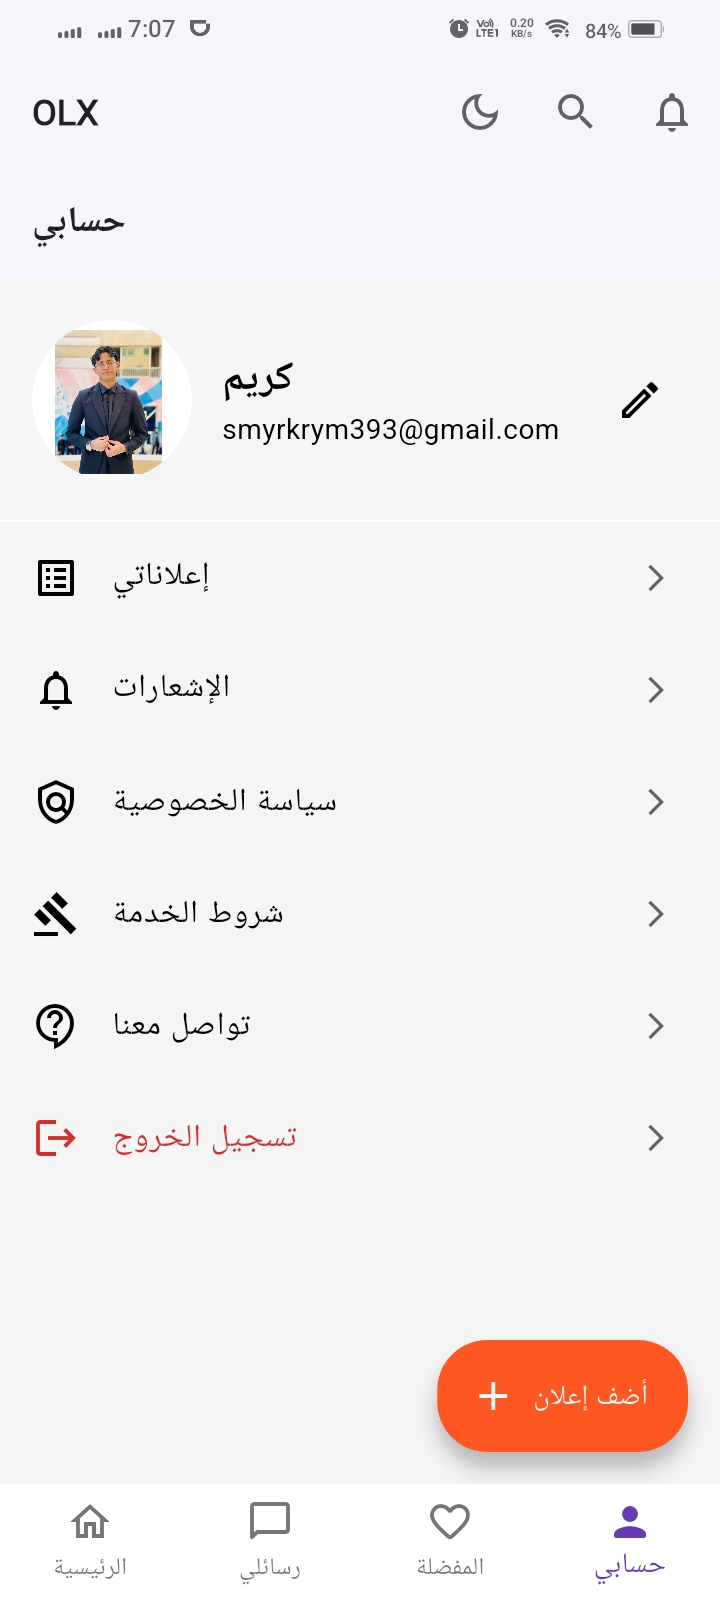 7:07 Vo)) LTE1 0.20 KB/s 84%
OLX
حسابي
كريم
smyrkrym393@gmail.com
إعلاناتي
الإشعارات
سياسة الخصوصية
شروط الخدمة
تواصل معنا
تسجيل الخروج
أضف إعلان
الرئيسية رسائلي المفضلة حسابي